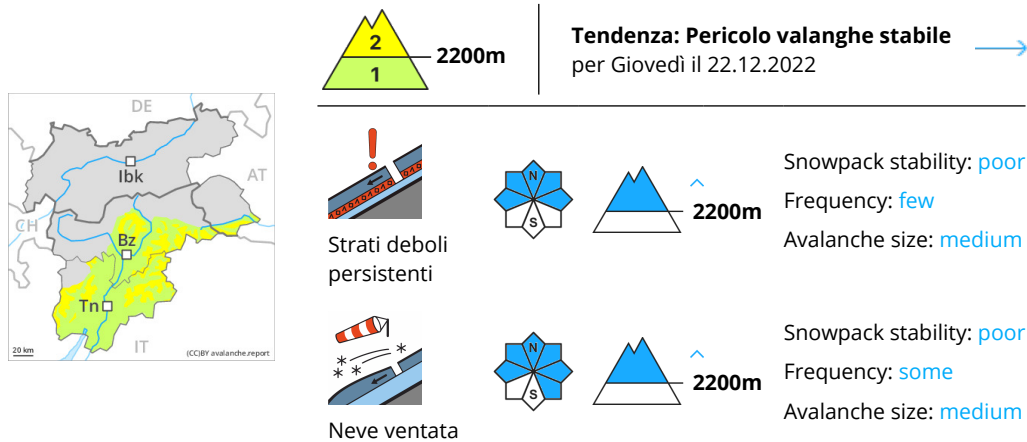 2
1
2200m
Tendenza: Pericolo valanghe stabile
per Giovedì il 22.12.2022
DE
Ibk
AT
CH
Bz
Tn
IT
20 km
(CC)BY avalanche.report
Strati deboli
persistenti
N
S
2200m
Snowpack stability: poor
Frequency: few
Avalanche size: medium
Neve ventata
N
S
2200m
Snowpack stability: poor
Frequency: some
Avalanche size: medium